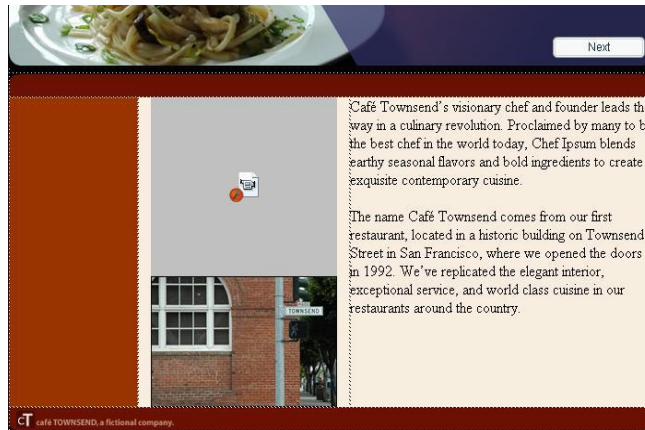 Next
Café Townsend's visionary chef and founder leads th
way in a culinary revolution. Proclaimed by many to b
the best chef in the world today, Chef Ipsum blends
earthy seasonal flavors and bold ingredients to create
exquisite contemporary cuisine.
The name Café Townsend comes from our first
restaurant, located in a historic building on Townsend
Street in San Francisco, where we opened the doors
in 1992. We've replicated the elegant interior,
exceptional service, and world class cuisine in our
restaurants around the country.
TOWNSEND
cT café TOWNSEND, a fictional company.